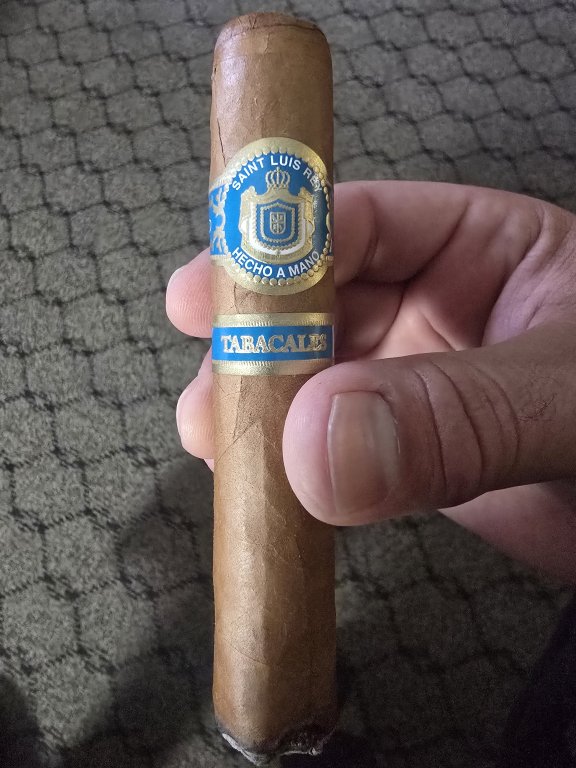 SAINT LUIS REY
HECHO A MANO
TABACALES